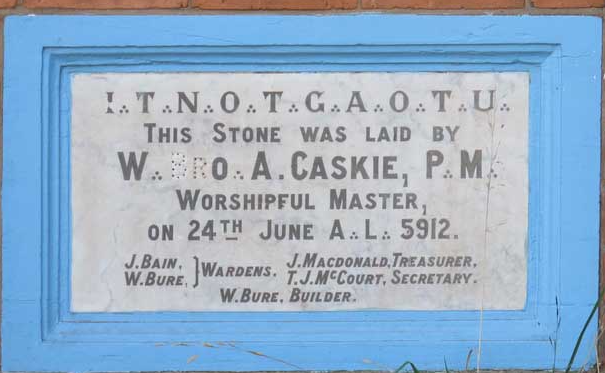 I∴T∴N∴O∴T∴G∴A∴O∴T∴U∴
THIS STONE WAS LAID BY
W∴BRO∴A.CASKIE, P∴M∴
WORSHIPFUL MASTER,
ON 24TH JUNE A∴L∴ 5912.
J.BAIN, } WARDENS. J.MACDONALD, TREASURER.
W.BURE, T.J.McCOURT, SECRETARY.
W.BURE, BUILDER.